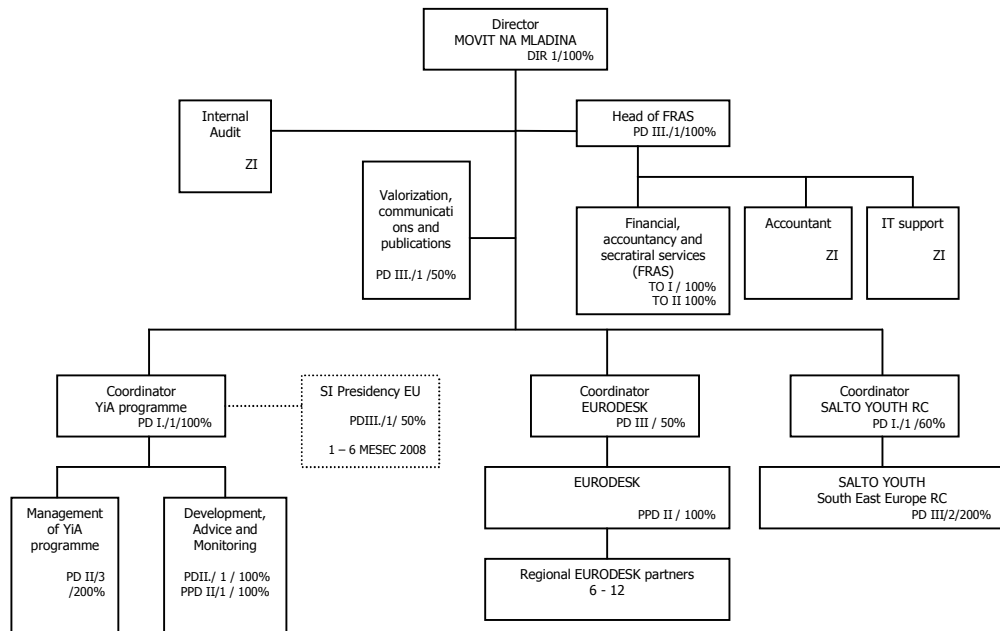 Director
MOVIT NA MLADINA
DIR 1/100%
Internal
Audit
ZI
Head of FRAS
PD III./1/100%
Valorization,
communicati
ons and
publications
PD III./1 /50%
Financial,
accountancy and
secratiral services
(FRAS)
TO I / 100%
TO II 100%
Accountant
ZI
IT support
ZI
Coordinator
YiA programme
PD I./1/100%
SI Presidency EU
PDIII./1/ 50%
1 – 6 MESEC 2008
Coordinator
EURODESK
PD III / 50%
Coordinator
SALTO YOUTH RC
PD I./1 /60%
Management
of YiA
programme
PD II/3
/200%
Development,
Advice and
Monitoring
PDII./ 1 / 100%
PPD II/1 / 100%
EURODESK
PPD II / 100%
SALTO YOUTH
South East Europe RC
PD III/2/200%
Regional EURODESK partners
6 - 12